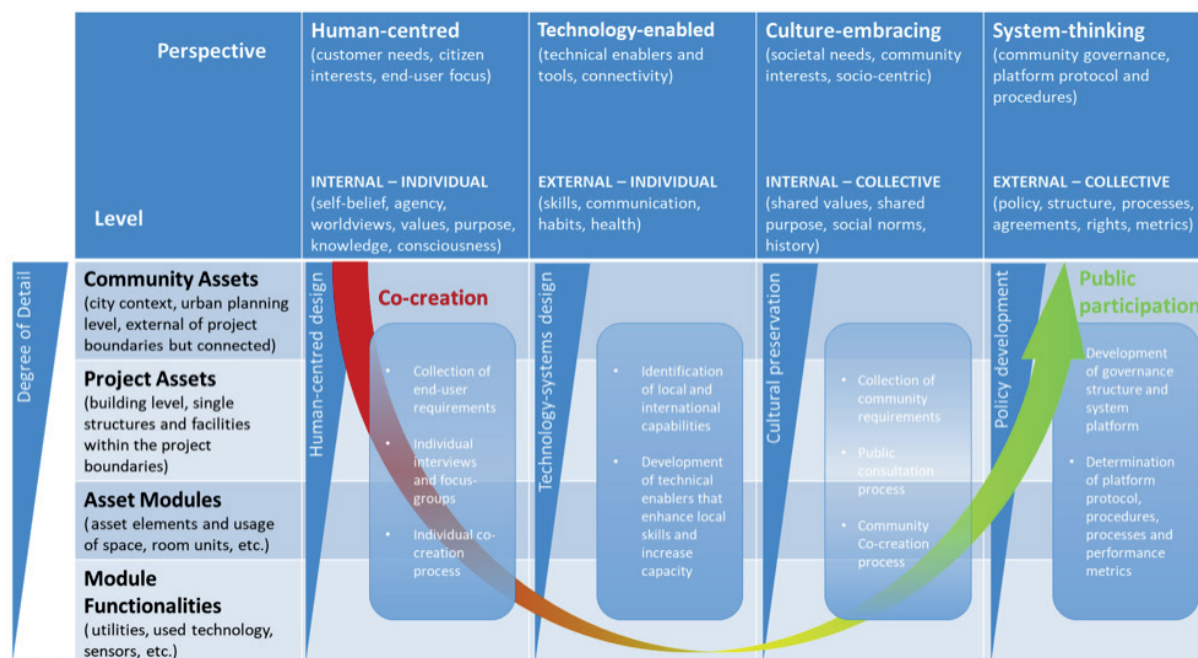 Perspective
Level
Human-centred
(customer needs, citizen
interests, end-user focus)
INTERNAL – INDIVIDUAL
(self-belief, agency,
worldviews, values, purpose,
knowledge, consciousness)
Technology-enabled
(technical enablers and
tools, connectivity)
EXTERNAL – INDIVIDUAL
(skills, communication,
habits, health)
Culture-embracing
(societal needs, community
interests, socio-centric)
INTERNAL – COLLECTIVE
(shared values, shared
purpose, social norms,
history)
System-thinking
(community governance,
platform protocol and
procedures)
EXTERNAL – COLLECTIVE
(policy, structure, processes,
agreements, rights, metrics)
Degree of Detail
Community Assets
(city context, urban planning
level, external of project
boundaries but connected)
Project Assets
(building level, single
structures and facilities
within the project
boundaries)
Asset Modules
(asset elements and usage
of space, room units, etc.)
Module
Functionalities
(utilities, used technology,
sensors, etc.)
Human-centred design
Co-creation
• Collection of
end-user
requirements
• Individual
interviews
and focus-
groups
• Individual co-
creation
process
Technology-systems design
• Identification
of local and
international
capabilities
• Development
of technical
enablers that
enhance local
skills and
increase
capacity
Cultural preservation
• Collection of
community
requirements
• Public
consultation
process
• Community
Co-creation
process
Policy development
Public
participation
Development
of governance
structure and
system
platform
• Determination
of platform
protocol,
procedures,
processes and
performance
metrics